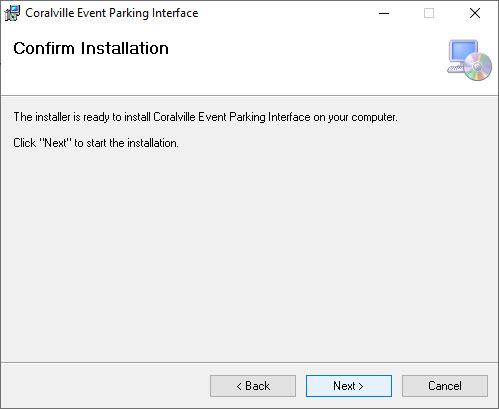 Coralville Event Parking Interface
Confirm Installation
The installer is ready to install Coralville Event Parking Interface on your computer.
Click "Next" to start the installation.
< Back
Next >
Cancel